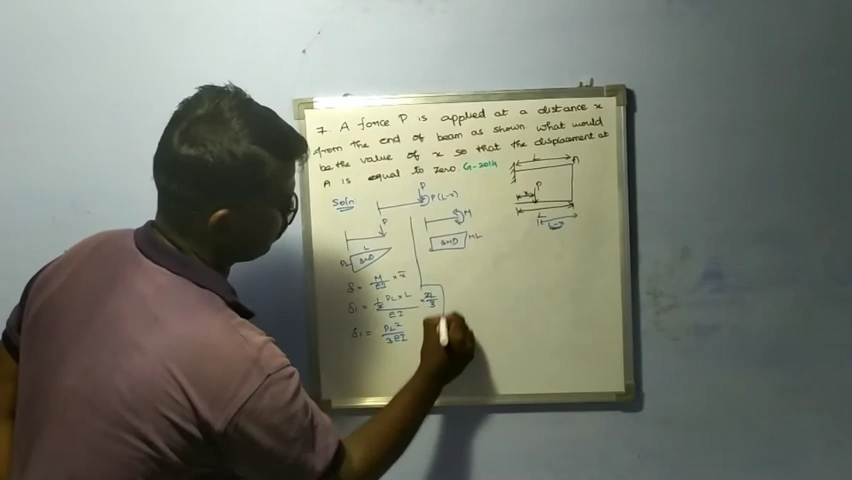 7. A force P is applied at a distance x
from the end of beam as shown what would
be the value of x so that the displacement at
A is equal to zero G-2014
Soln
P
P(L-x)
P
L
PL
BMD
M
BMD
ML
L
A
x
P
L
δ = M/EI × x̄
δ1 = 1/2 PL × L / EI × 2L/3
δ1 = PL² / 3EI